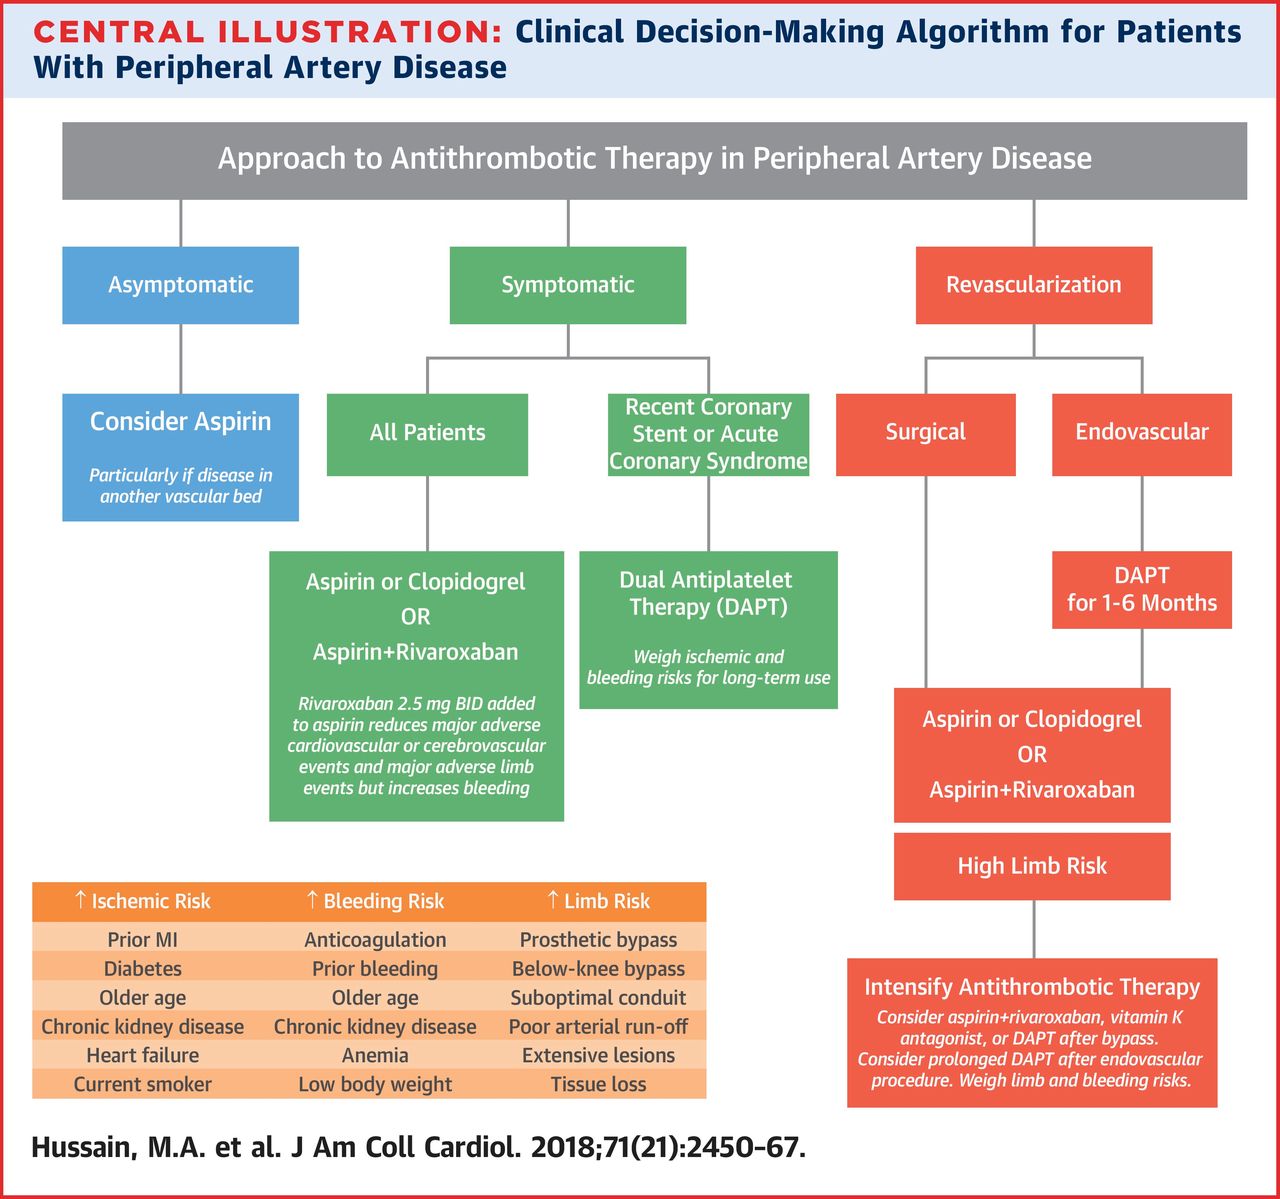 CENTRAL ILLUSTRATION: Clinical Decision-Making Algorithm for Patients
With Peripheral Artery Disease
Approach to Antithrombotic Therapy in Peripheral Artery Disease
Asymptomatic
Consider Aspirin
Particularly if disease in
another vascular bed
Symptomatic
All Patients
Aspirin or Clopidogrel
OR
Aspirin+Rivaroxaban
Rivaroxaban 2.5 mg BID added
to aspirin reduces major adverse
cardiovascular or cerebrovascular
events and major adverse limb
events but increases bleeding
Recent Coronary
Stent or Acute
Coronary Syndrome
Dual Antiplatelet
Therapy (DAPT)
Weigh ischemic and
bleeding risks for long-term use
Revascularization
Surgical
Endovascular
DAPT
for 1-6 Months
Aspirin or Clopidogrel
OR
Aspirin+Rivaroxaban
High Limb Risk
Intensify Antithrombotic Therapy
Consider aspirin+rivaroxaban, vitamin K
antagonist, or DAPT after bypass.
Consider prolonged DAPT after endovascular
procedure. Weigh limb and bleeding risks.
↑ Ischemic Risk ↑ Bleeding Risk ↑ Limb Risk
Prior MI Anticoagulation Prosthetic bypass
Diabetes Prior bleeding Below-knee bypass
Older age Older age Suboptimal conduit
Chronic kidney disease Chronic kidney disease Poor arterial run-off
Heart failure Anemia Extensive lesions
Current smoker Low body weight Tissue loss
Hussain, M.A. et al. J Am Coll Cardiol. 2018;71(21):2450–67.